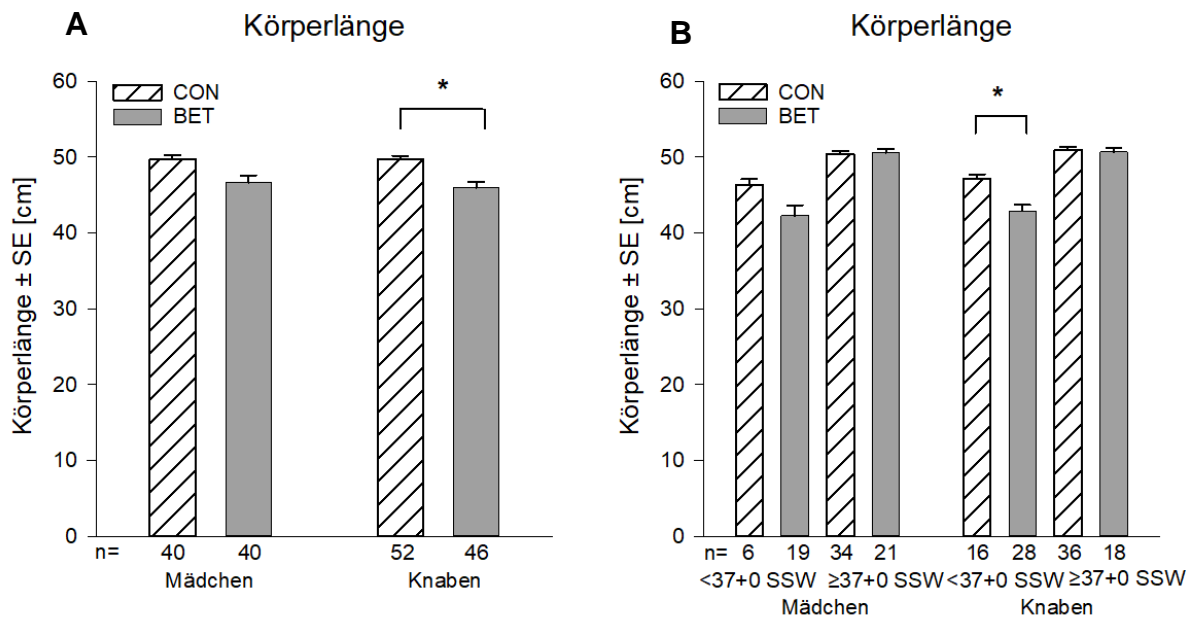 A
Körperlänge
CON
BET
*
Körperlänge ± SE [cm]
60
50
40
30
20
10
0
n= 40 40 52 46
Mädchen Knaben
B
Körperlänge
CON
BET
*
Körperlänge ± SE [cm]
60
50
40
30
20
10
0
n= 6 19 34 21 16 28 36 18
<37+0 SSW ≥37+0 SSW <37+0 SSW ≥37+0 SSW
Mädchen Knaben